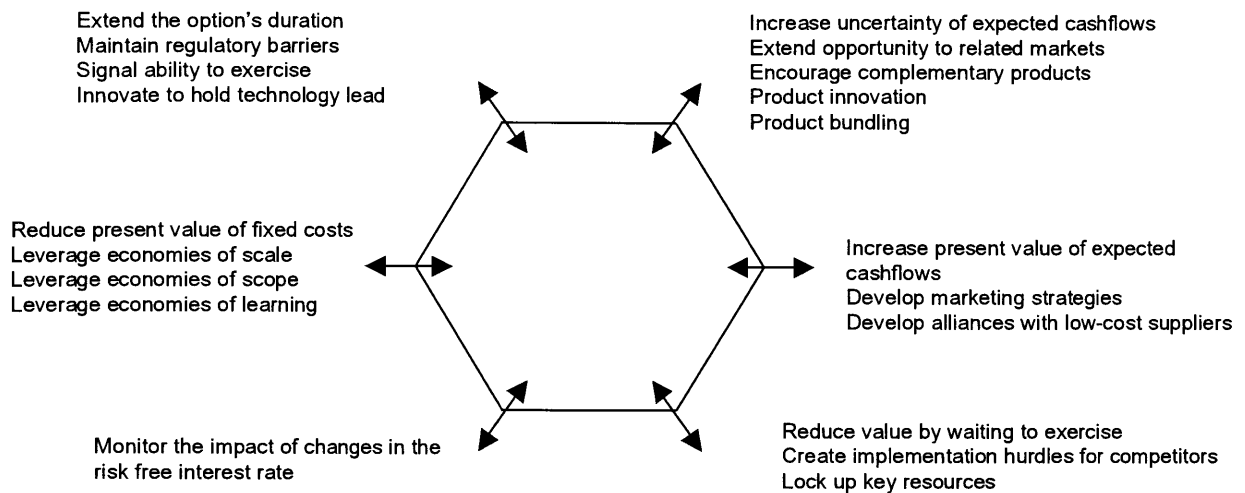 Extend the option's duration
Maintain regulatory barriers
Signal ability to exercise
Innovate to hold technology lead
Increase uncertainty of expected cashflows
Extend opportunity to related markets
Encourage complementary products
Product innovation
Product bundling
Reduce present value of fixed costs
Leverage economies of scale
Leverage economies of scope
Leverage economies of learning
Increase present value of expected
cashflows
Develop marketing strategies
Develop alliances with low-cost suppliers
Monitor the impact of changes in the
risk free interest rate
Reduce value by waiting to exercise
Create implementation hurdles for competitors
Lock up key resources